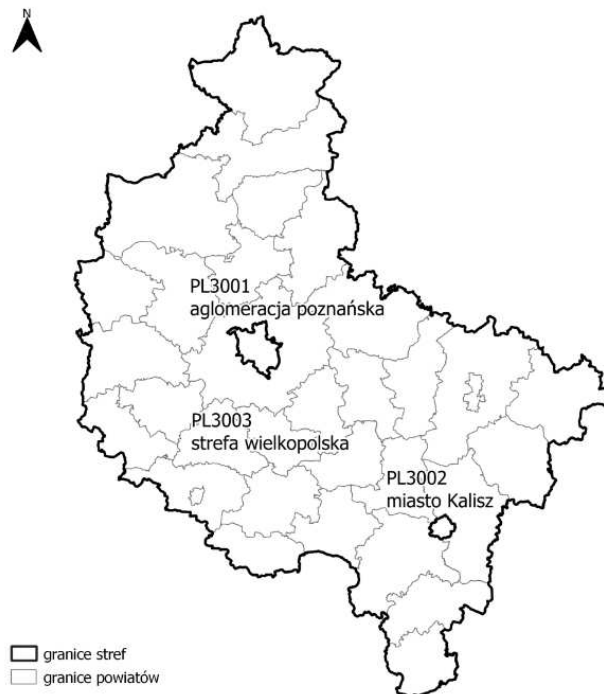 N
PL3001
aglomeracja poznańska
PL3003
strefa wielkopolska
PL3002
miasto Kalisz
granice stref
granice powiatów